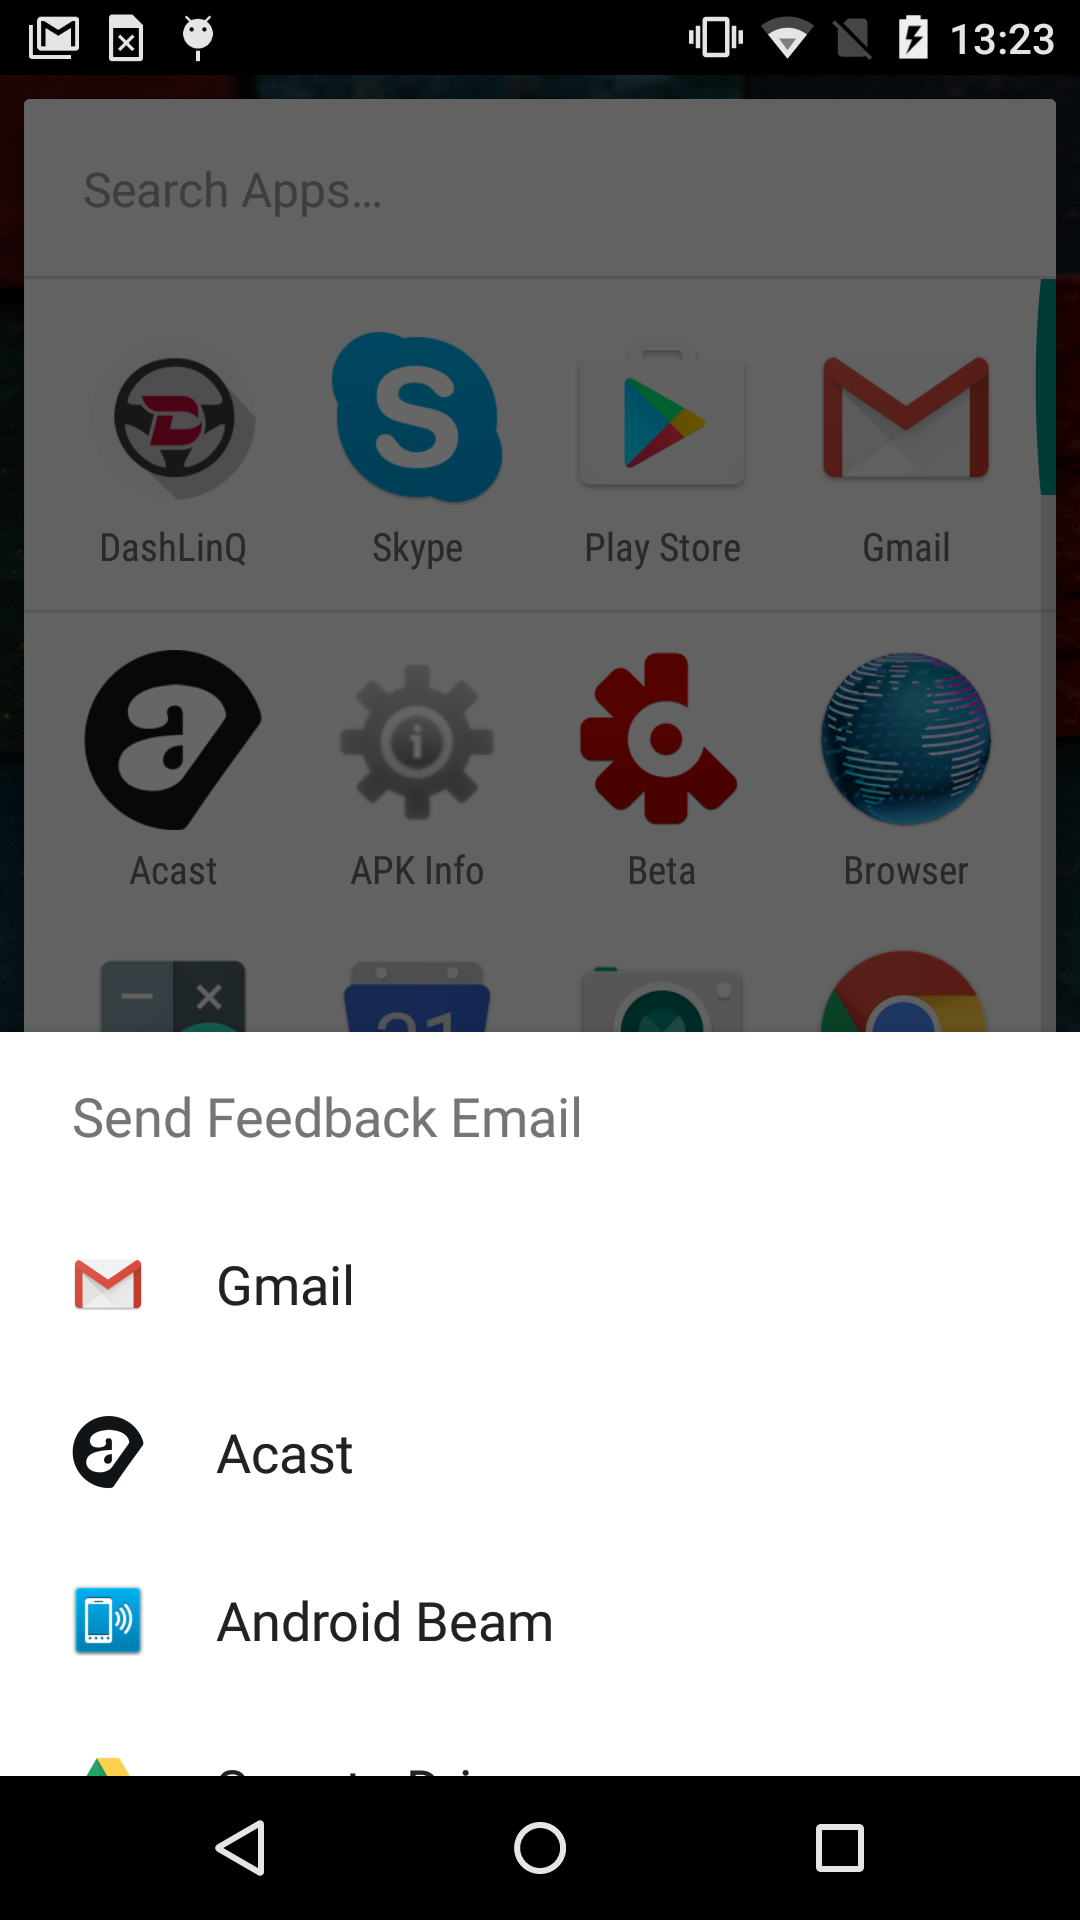 13:23
Search Apps...
DashLinQ Skype Play Store Gmail
Acast APK Info Beta Browser
Send Feedback Email
Gmail
Acast
Android Beam